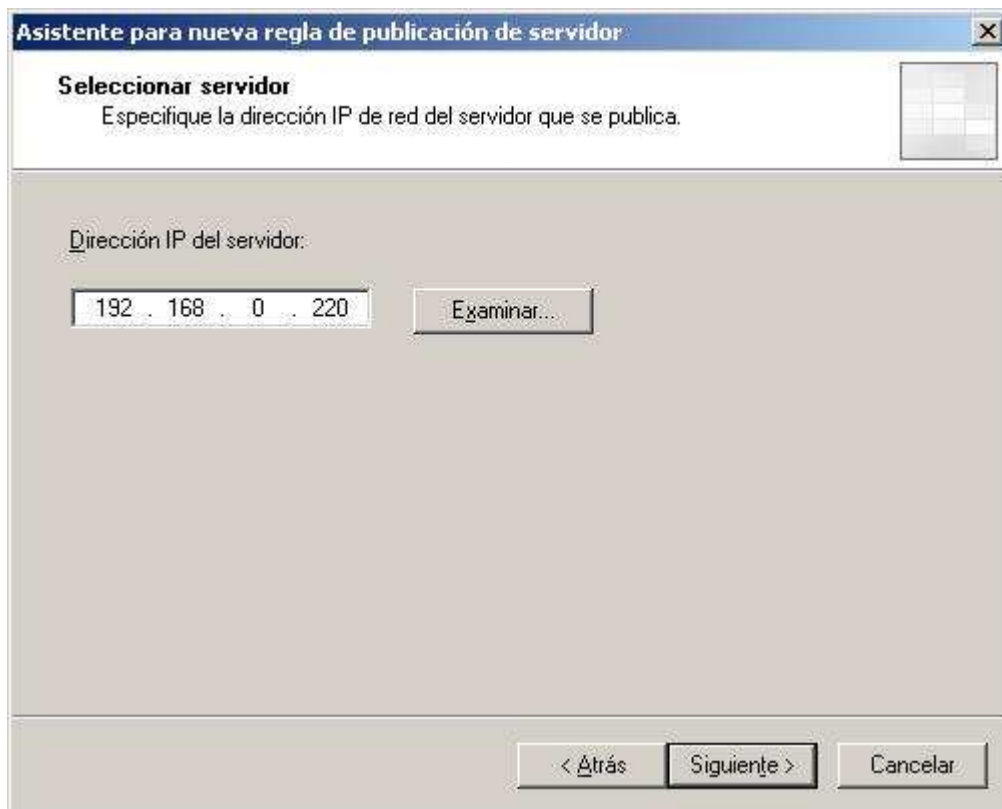 Asistente para nueva regla de publicación de servidor
Seleccionar servidor
Especifique la dirección IP de red del servidor que se publica.
Dirección IP del servidor:
192 . 168 . 0 . 220
Examinar...
< Atrás
Siguiente >
Cancelar